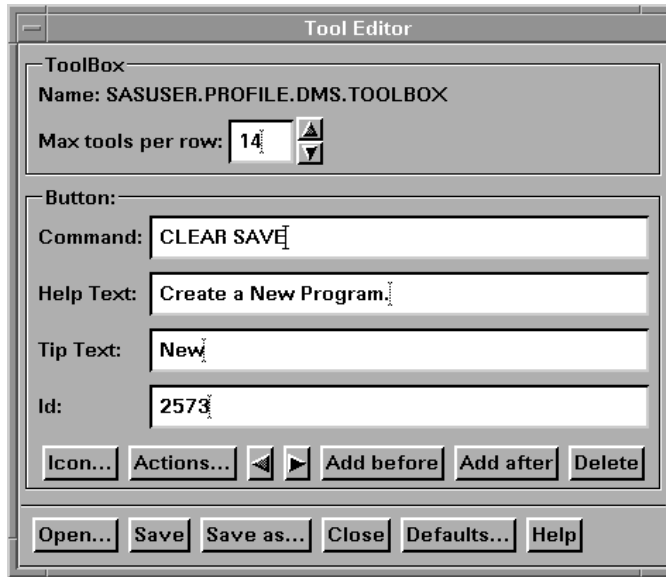 Tool Editor
ToolBox
Name: SASUSER.PROFILE.DMS.TOOLBOX
Max tools per row: 14
Button:
Command: CLEAR SAVE
Help Text: Create a New Program.
Tip Text: New
Id: 2573
Icon... Actions... Add before Add after Delete
Open... Save Save as... Close Defaults... Help